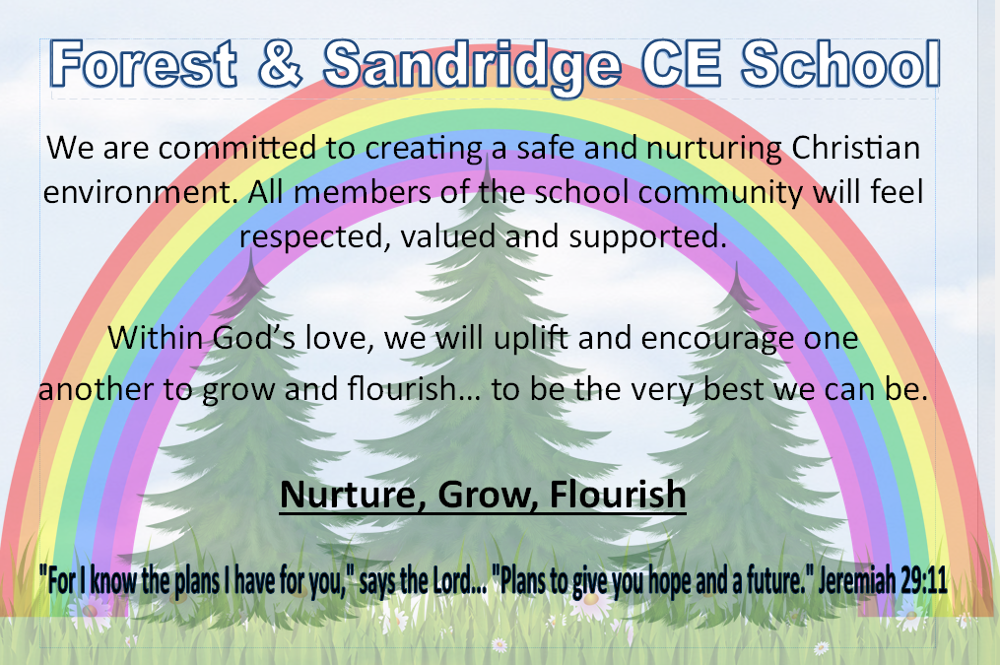 Forest & Sandridge CE School
We are committed to creating a safe and nurturing Christian
environment. All members of the school community will feel
respected, valued and supported.
Within God’s love, we will uplift and encourage one
another to grow and flourish… to be the very best we can be.
Nurture, Grow, Flourish
"For I know the plans I have for you," says the Lord... "Plans to give you hope and a future." Jeremiah 29:11